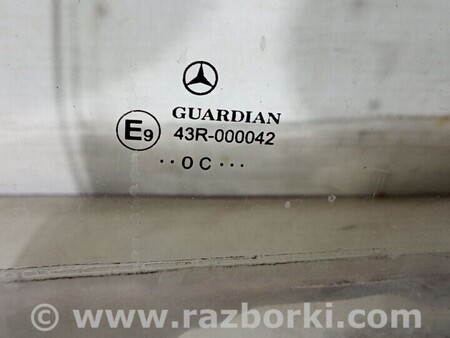 GUARDIAN
E9 43R-000042
··OC···
© www.razborki.com